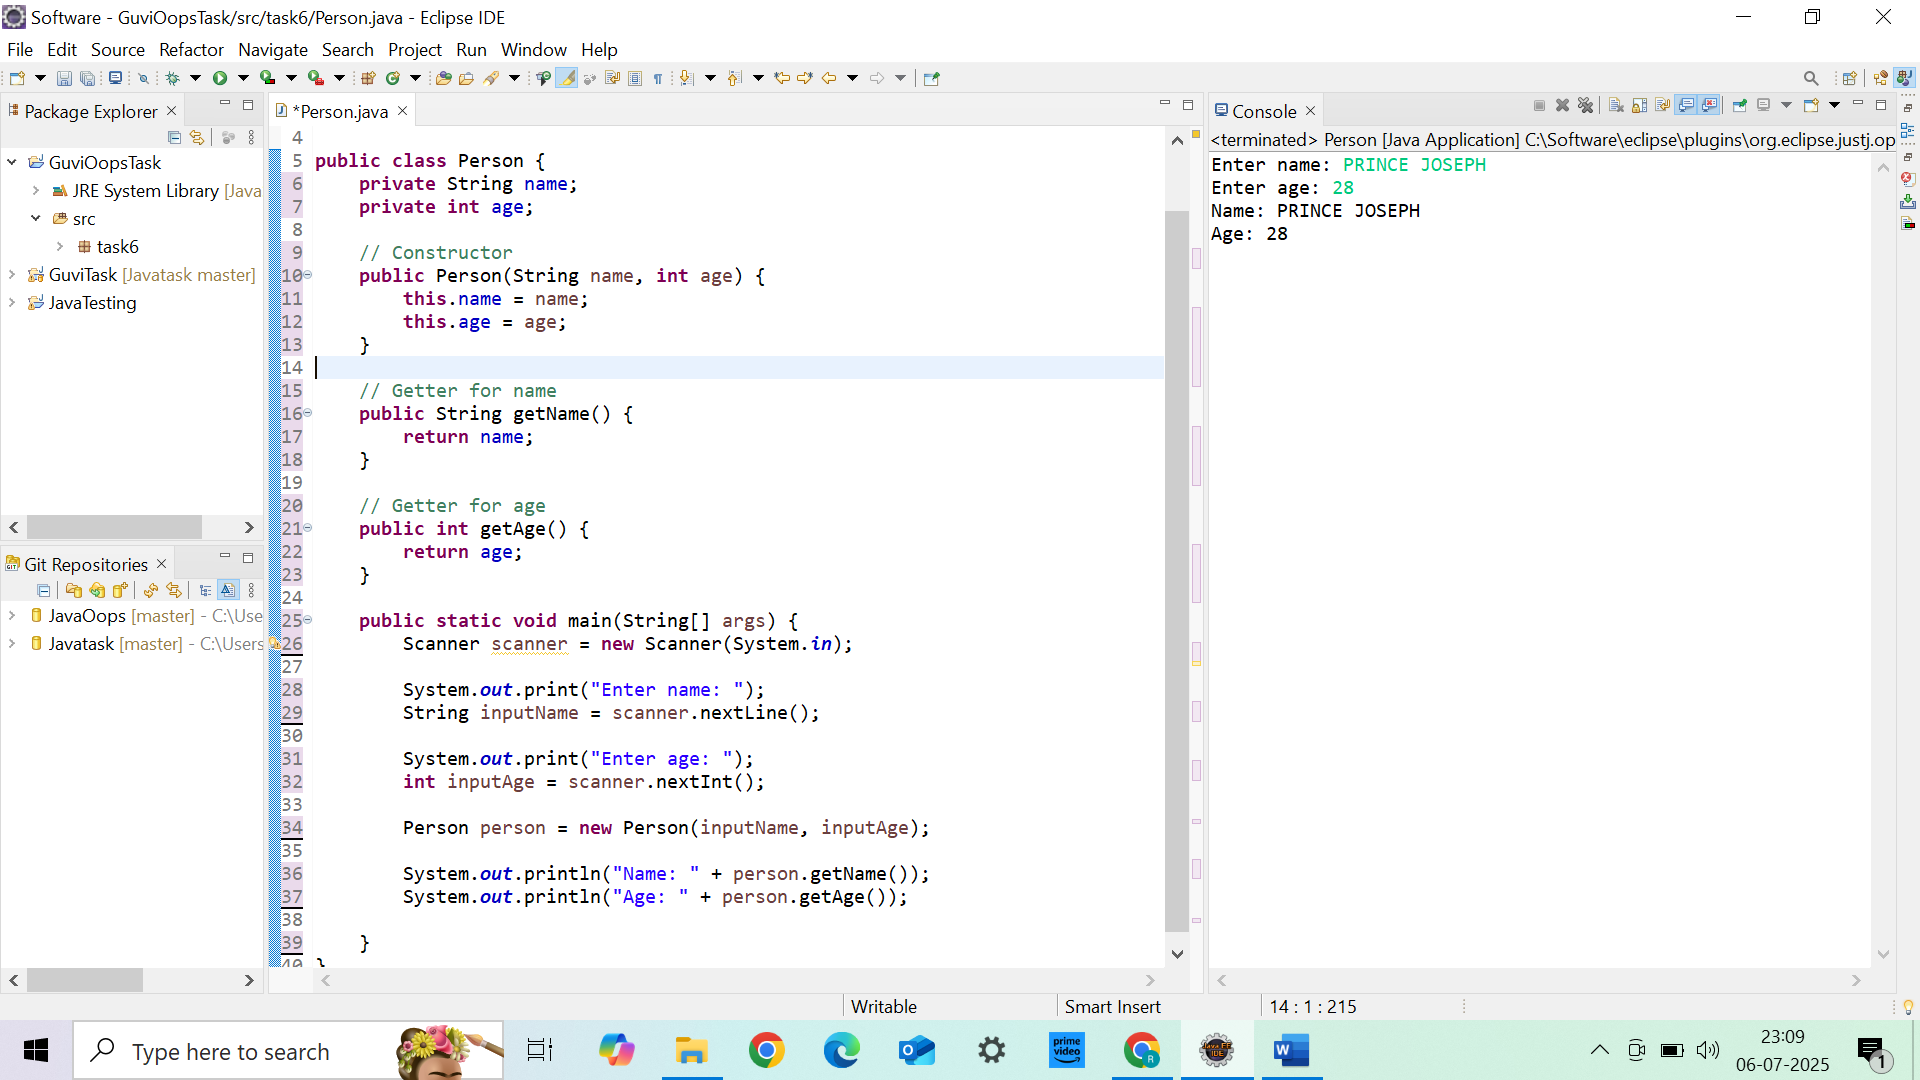 Software - GuviOopsTask/src/task6/Person.java - Eclipse IDE
File Edit Source Refactor Navigate Search Project Run Window Help
Package Explorer
GuviOopsTask
JRE System Library [Java
src
task6
GuviTask [Javatask master]
JavaTesting
Git Repositories
JavaOops [master] - C:\Use
Javatask [master] - C:\Users
*Person.java
4
5 public class Person {
6 private String name;
7 private int age;
8
9 // Constructor
10 public Person(String name, int age) {
11 this.name = name;
12 this.age = age;
13 }
14
15 // Getter for name
16 public String getName() {
17 return name;
18 }
19
20 // Getter for age
21 public int getAge() {
22 return age;
23 }
24
25 public static void main(String[] args) {
26 Scanner scanner = new Scanner(System.in);
27
28 System.out.print("Enter name: ");
29 String inputName = scanner.nextLine();
30
31 System.out.print("Enter age: ");
32 int inputAge = scanner.nextInt();
33
34 Person person = new Person(inputName, inputAge);
35
36 System.out.println("Name: " + person.getName());
37 System.out.println("Age: " + person.getAge());
38
39 }
40 }
Console
<terminated> Person [Java Application] C:\Software\eclipse\plugins\org.eclipse.justj.op
Enter name: PRINCE JOSEPH
Enter age: 28
Name: PRINCE JOSEPH
Age: 28
Writable Smart Insert 14 : 1 : 215
Type here to search
prime video
23:09
06-07-2025
1